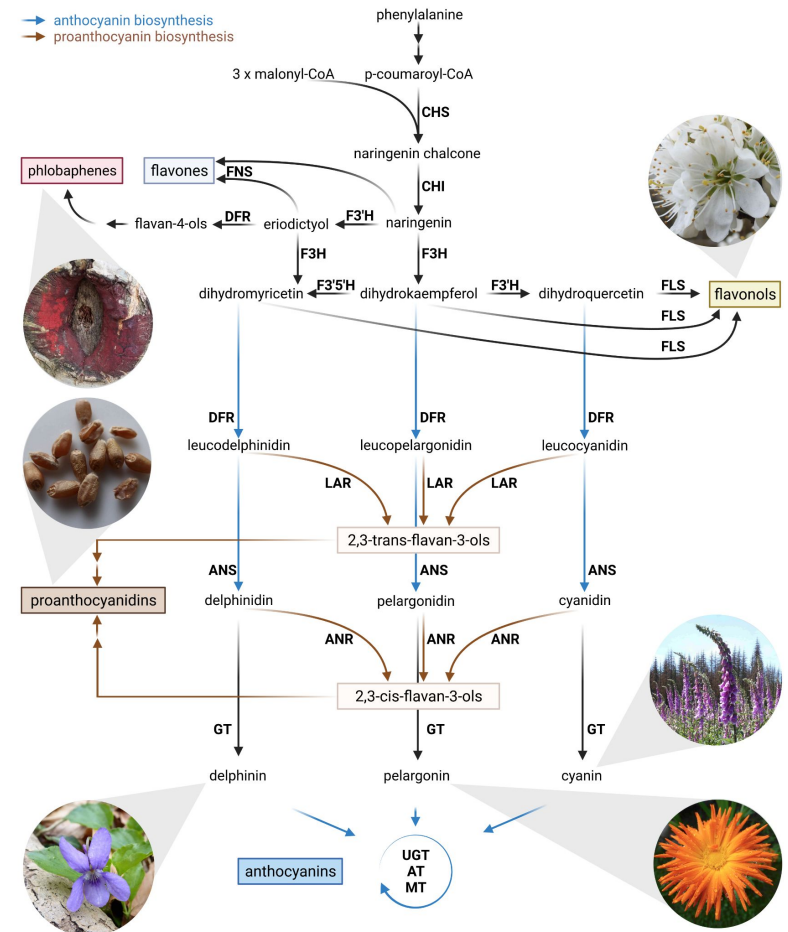 phenylalanine
anthocyanin biosynthesis
proanthocyanin biosynthesis
3 x malonyl-CoA
p-coumaroyl-CoA
CHS
naringenin chalcone
phlobaphenes
flavones
FNS
CHI
flavan-4-ols
DFR
eriodictyol
F3'H
naringenin
F3H
F3H
dihydromyricetin
F3'5'H
dihydrokaempferol
F3'H
dihydroquercetin
FLS
flavonols
FLS
FLS
DFR
DFR
DFR
leucodelphinidin
leucopelargonidin
leucocyanidin
LAR
LAR
LAR
2,3-trans-flavan-3-ols
ANS
ANS
ANS
proanthocyanidins
delphinidin
pelargonidin
cyanidin
ANR
ANR
ANR
2,3-cis-flavan-3-ols
GT
GT
GT
delphinin
pelargonin
cyanin
anthocyanins
UGT
AT
MT